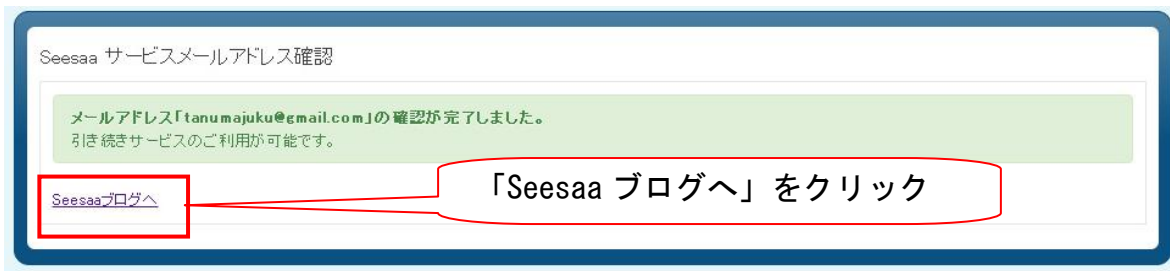 Seesaa サービスメールアドレス確認
メールアドレス「tanumajuku@gmail.com」の確認が完了しました。
引き続きサービスのご利用が可能です。
Seesaaブログへ
「Seesaa ブログへ」をクリック